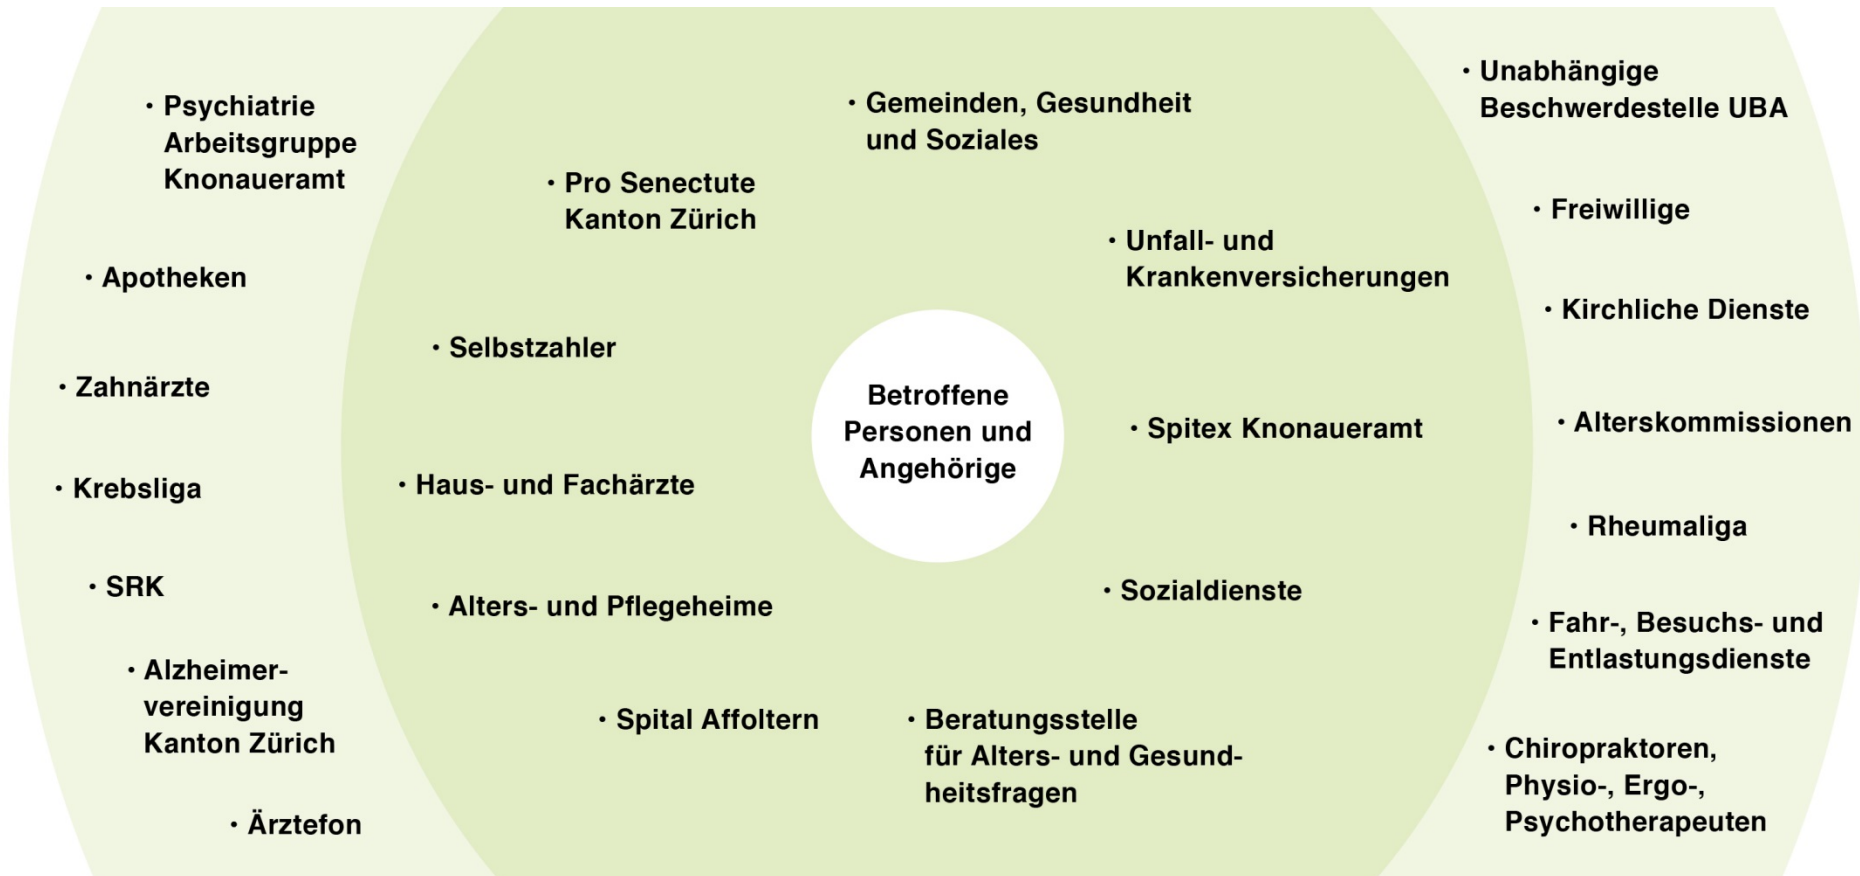 · Psychiatrie
Arbeitsgruppe
Knonaueramt
· Apotheken
· Zahnärzte
· Krebsliga
· SRK
· Alzheimer-
vereinigung
Kanton Zürich
· Ärztefon
· Gemeinden, Gesundheit
und Soziales
· Pro Senectute
Kanton Zürich
· Unfall- und
Krankenversicherungen
· Selbstzahler
Betroffene
Personen und
Angehörige
· Spitex Knonaueramt
· Haus- und Fachärzte
· Sozialdienste
· Alters- und Pflegeheime
· Spital Affoltern
· Beratungsstelle
für Alters- und Gesund-
heitsfragen
· Unabhängige
Beschwerdestelle UBA
· Freiwillige
· Kirchliche Dienste
· Alterskommissionen
· Rheumaliga
· Fahr-, Besuchs- und
Entlastungsdienste
· Chiropraktoren,
Physio-, Ergo-,
Psychotherapeuten